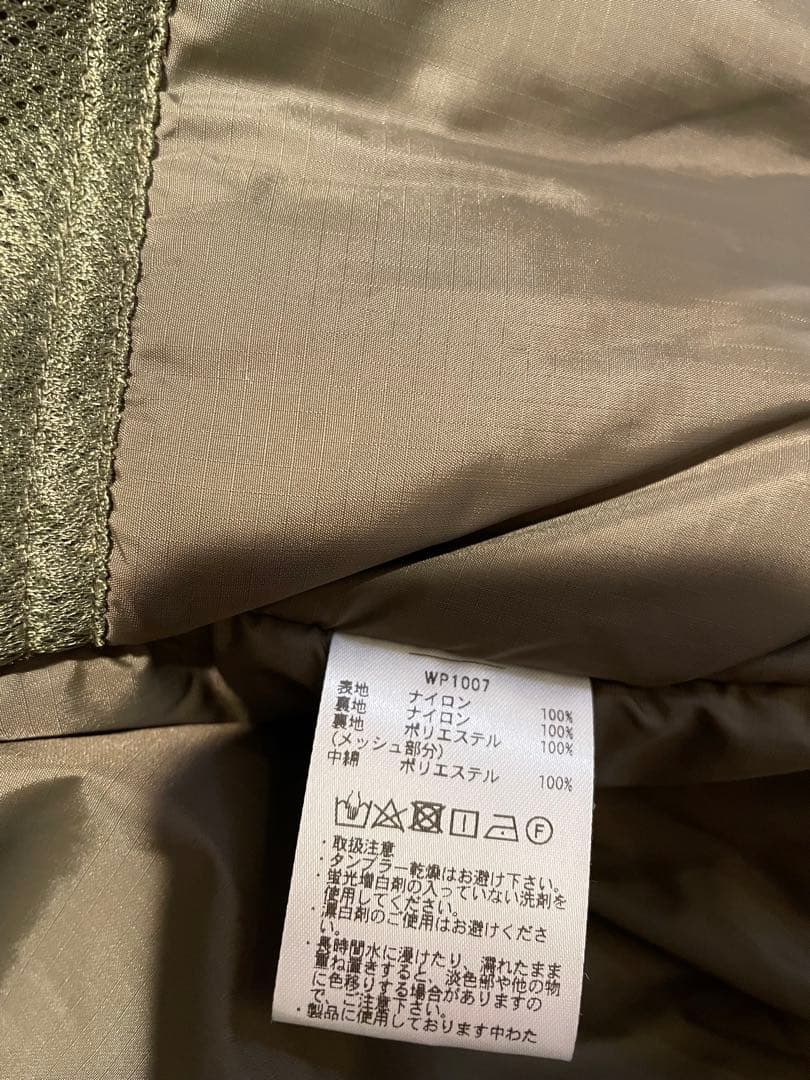 WP1007
表地 ナイロン 100%
裏地 ナイロン 100%
裏地 ポリエステル 100%
(メッシュ部分)
中綿 ポリエステル 100%
F
・取扱注意
・タンブラー乾燥はお避け下さい。
・蛍光増白剤の入っていない洗剤を
使用してください。
・漂白剤のご使用はお避けくださ
い。
・長時間水に浸けたり、濡れたまま
重ね置きすると、淡色部や他の物
に色移りする場合がありますの
で、ご注意下さい。
・製品に使用しております中わた